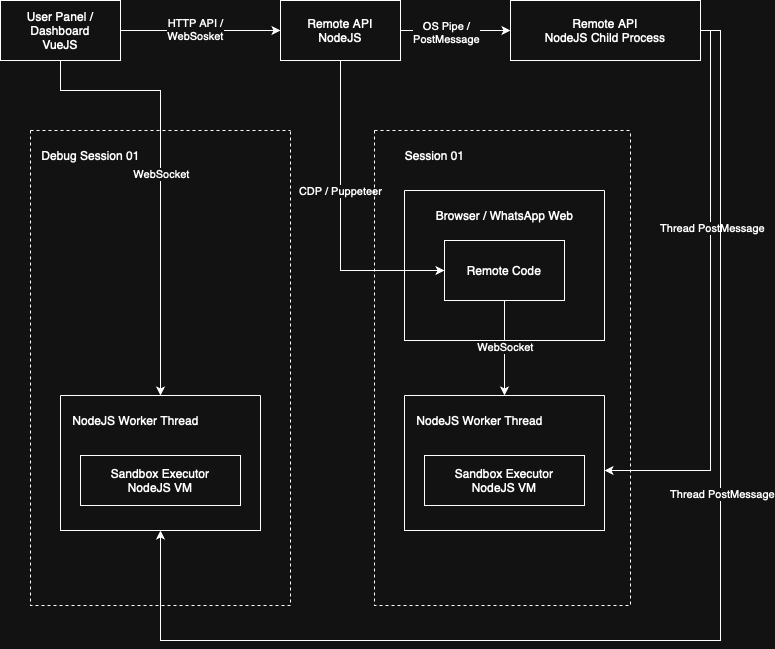 User Panel /
Dashboard
VueJS
HTTP API /
WebSosket
Remote API
NodeJS
OS Pipe /
PostMessage
Remote API
NodeJS Child Process
Debug Session 01
WebSocket
Session 01
CDP / Puppeteer
Browser / WhatsApp Web
Remote Code
Thread PostMessage
WebSocket
NodeJS Worker Thread
Sandbox Executor
NodeJS VM
NodeJS Worker Thread
Sandbox Executor
NodeJS VM
Thread PostMessage